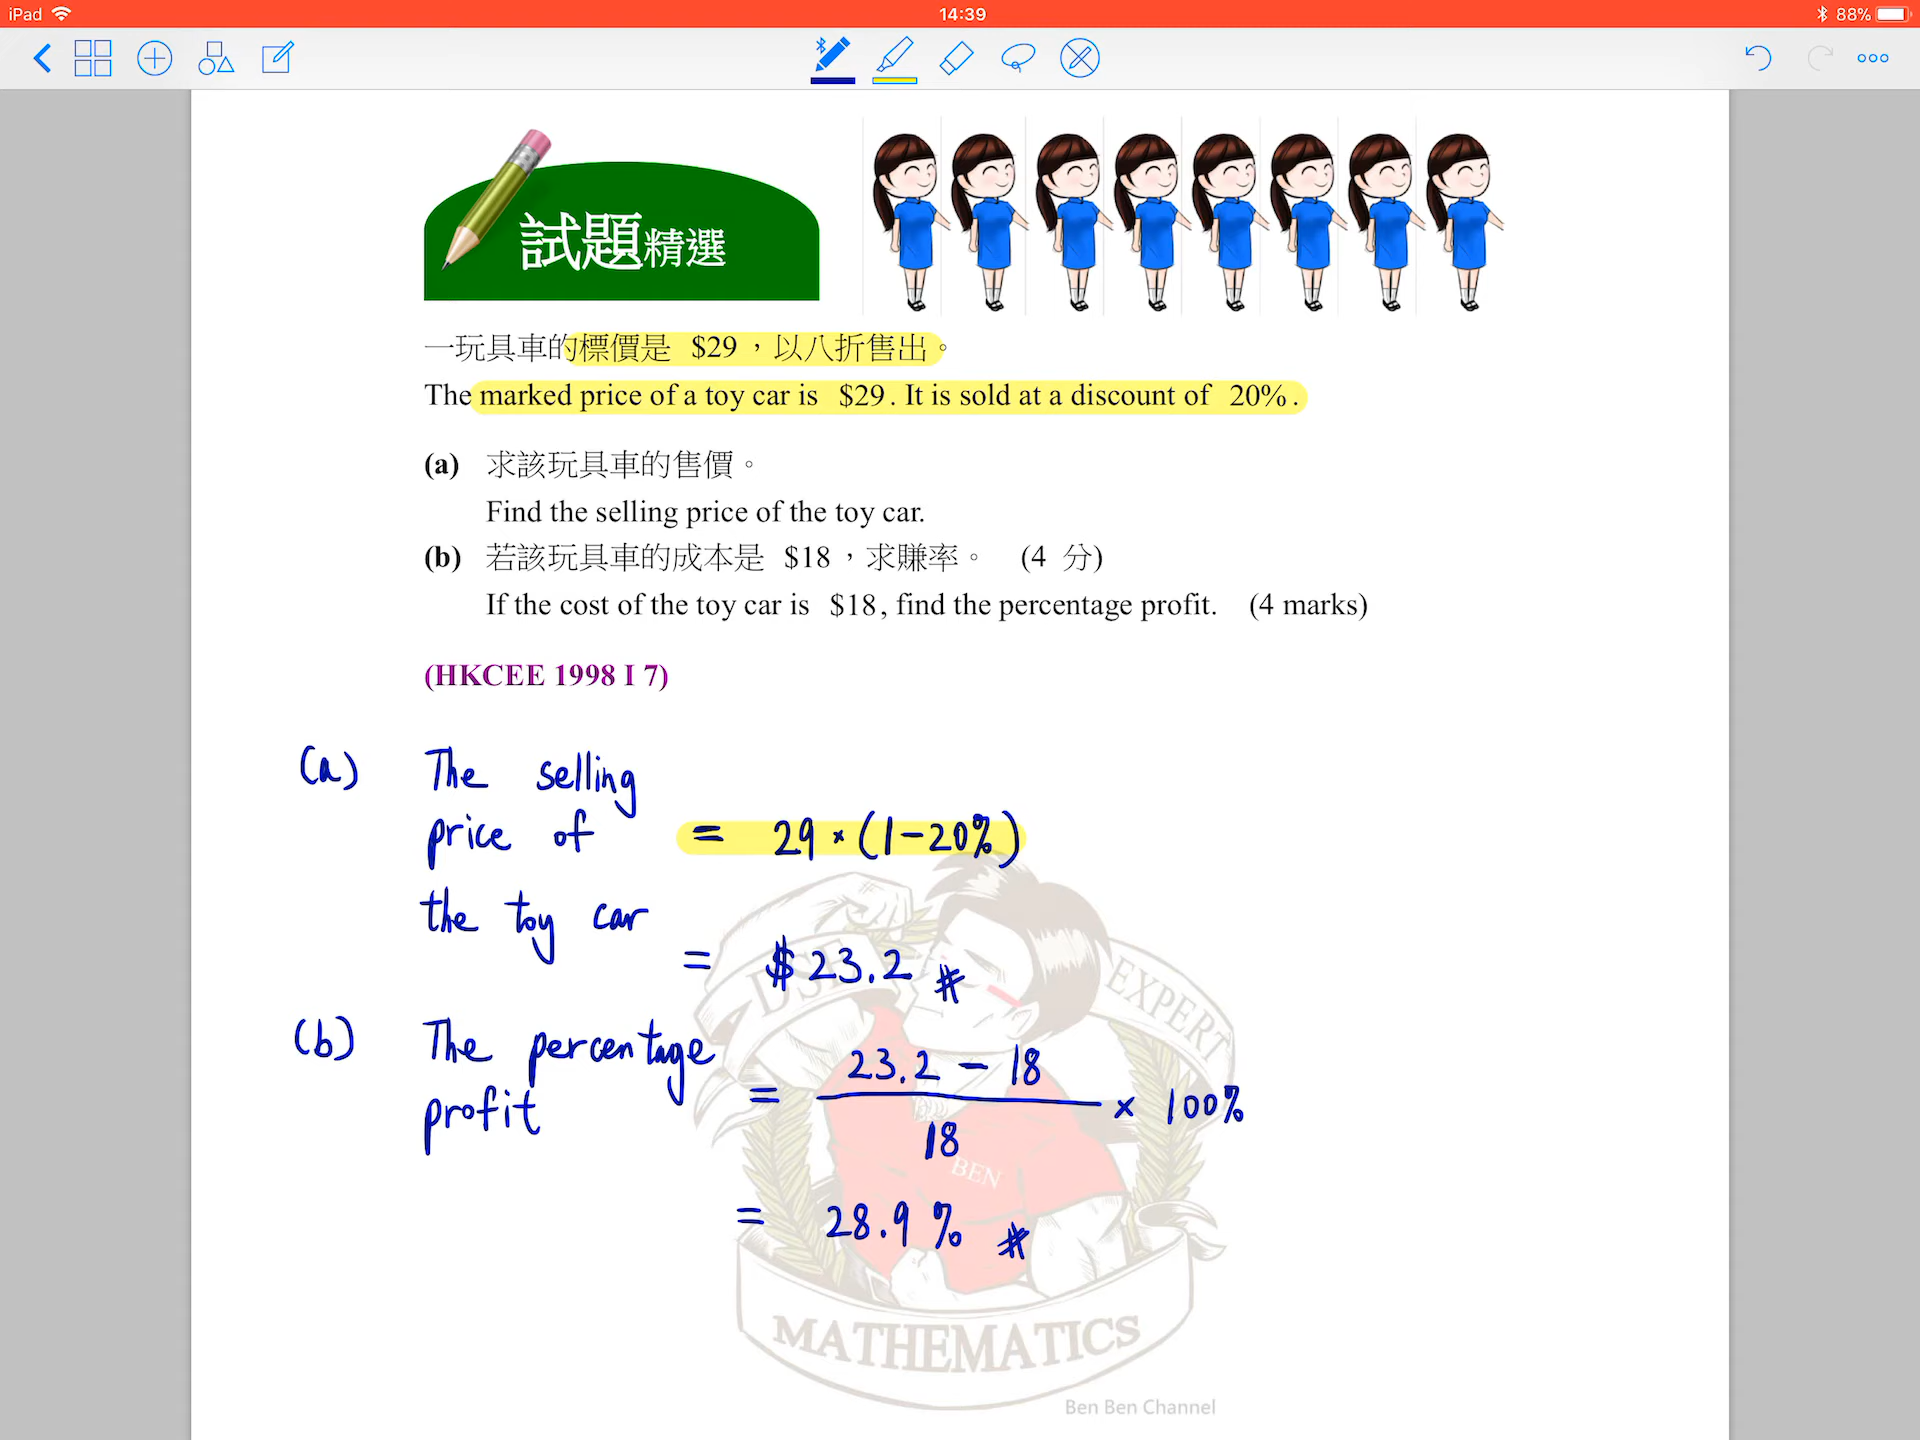 iPad
14:39
88%
試題精選
一玩具車的標價是 $29，以八折售出。
The marked price of a toy car is $29. It is sold at a discount of 20%.
(a) 求該玩具車的售價。
Find the selling price of the toy car.
(b) 若該玩具車的成本是 $18，求賺率。 (4 分)
If the cost of the toy car is $18, find the percentage profit. (4 marks)
(HKCEE 1998 I 7)
(a) The selling
price of = 29 × (1-20%)
the toy car
= $23.2 #
(b) The percentage
profit = (23.2 - 18) / 18 × 100%
= 28.9% #
DSE EXPERT
BEN
MATHEMATICS
Ben Ben Channel